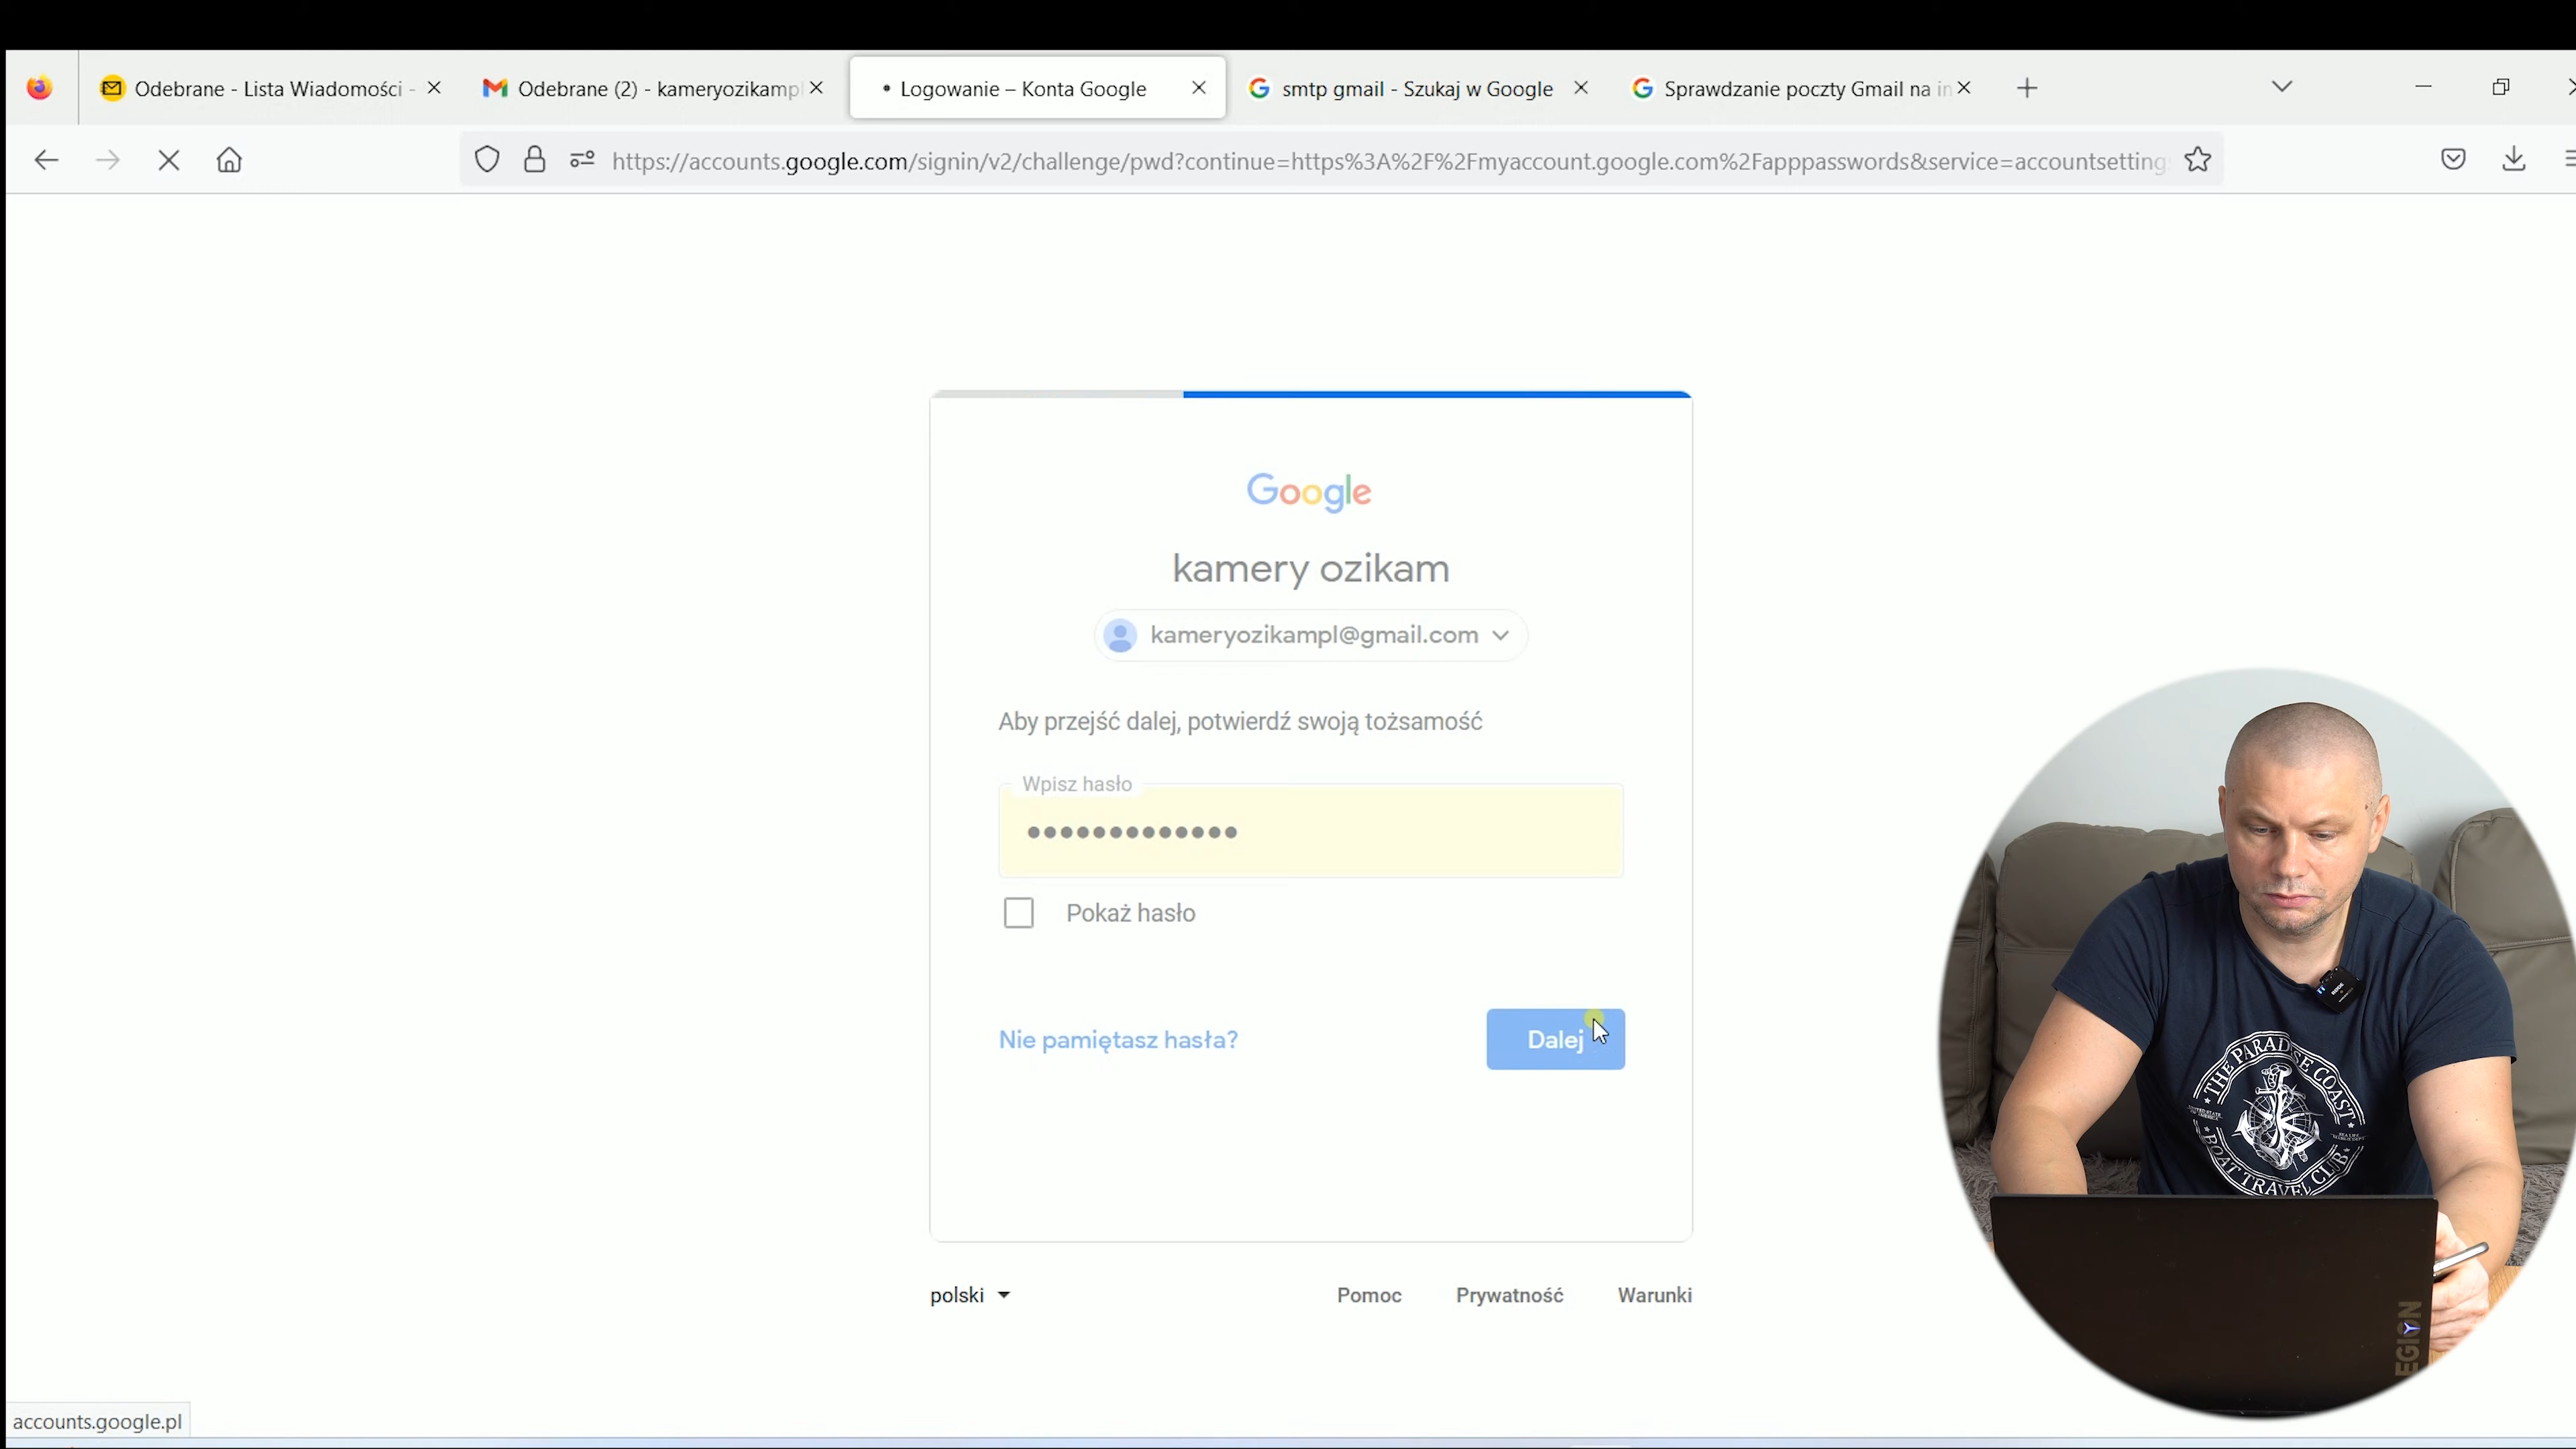 Odebrane - Lista Wiadomości -
Odebrane (2) - kameryozikampl
Logowanie – Konta Google
smtp gmail - Szukaj w Google
Sprawdzanie poczty Gmail na in
https://accounts.google.com/signin/v2/challenge/pwd?continue=https%3A%2F%2Fmyaccount.google.com%2Fapppasswords&service=accountsetting
Google
kamery ozikam
kameryozikampl@gmail.com
Aby przejść dalej, potwierdź swoją tożsamość
Wpisz hasło
Pokaż hasło
Nie pamiętasz hasła?
Dalej
polski
Pomoc
Prywatność
Warunki
accounts.google.pl
THE PARADISE COAST
BOAT TRAVEL CLUB
EGION